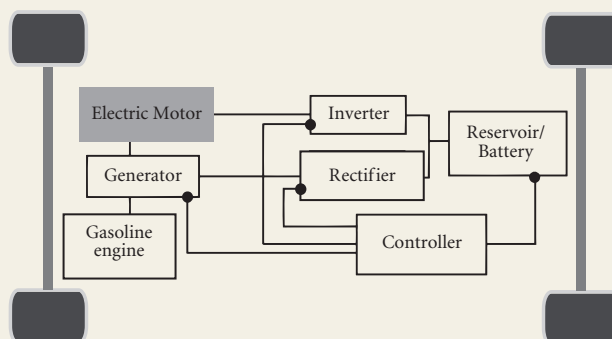 Electric Motor
Inverter
Reservoir/
Battery
Generator
Rectifier
Gasoline
engine
Controller